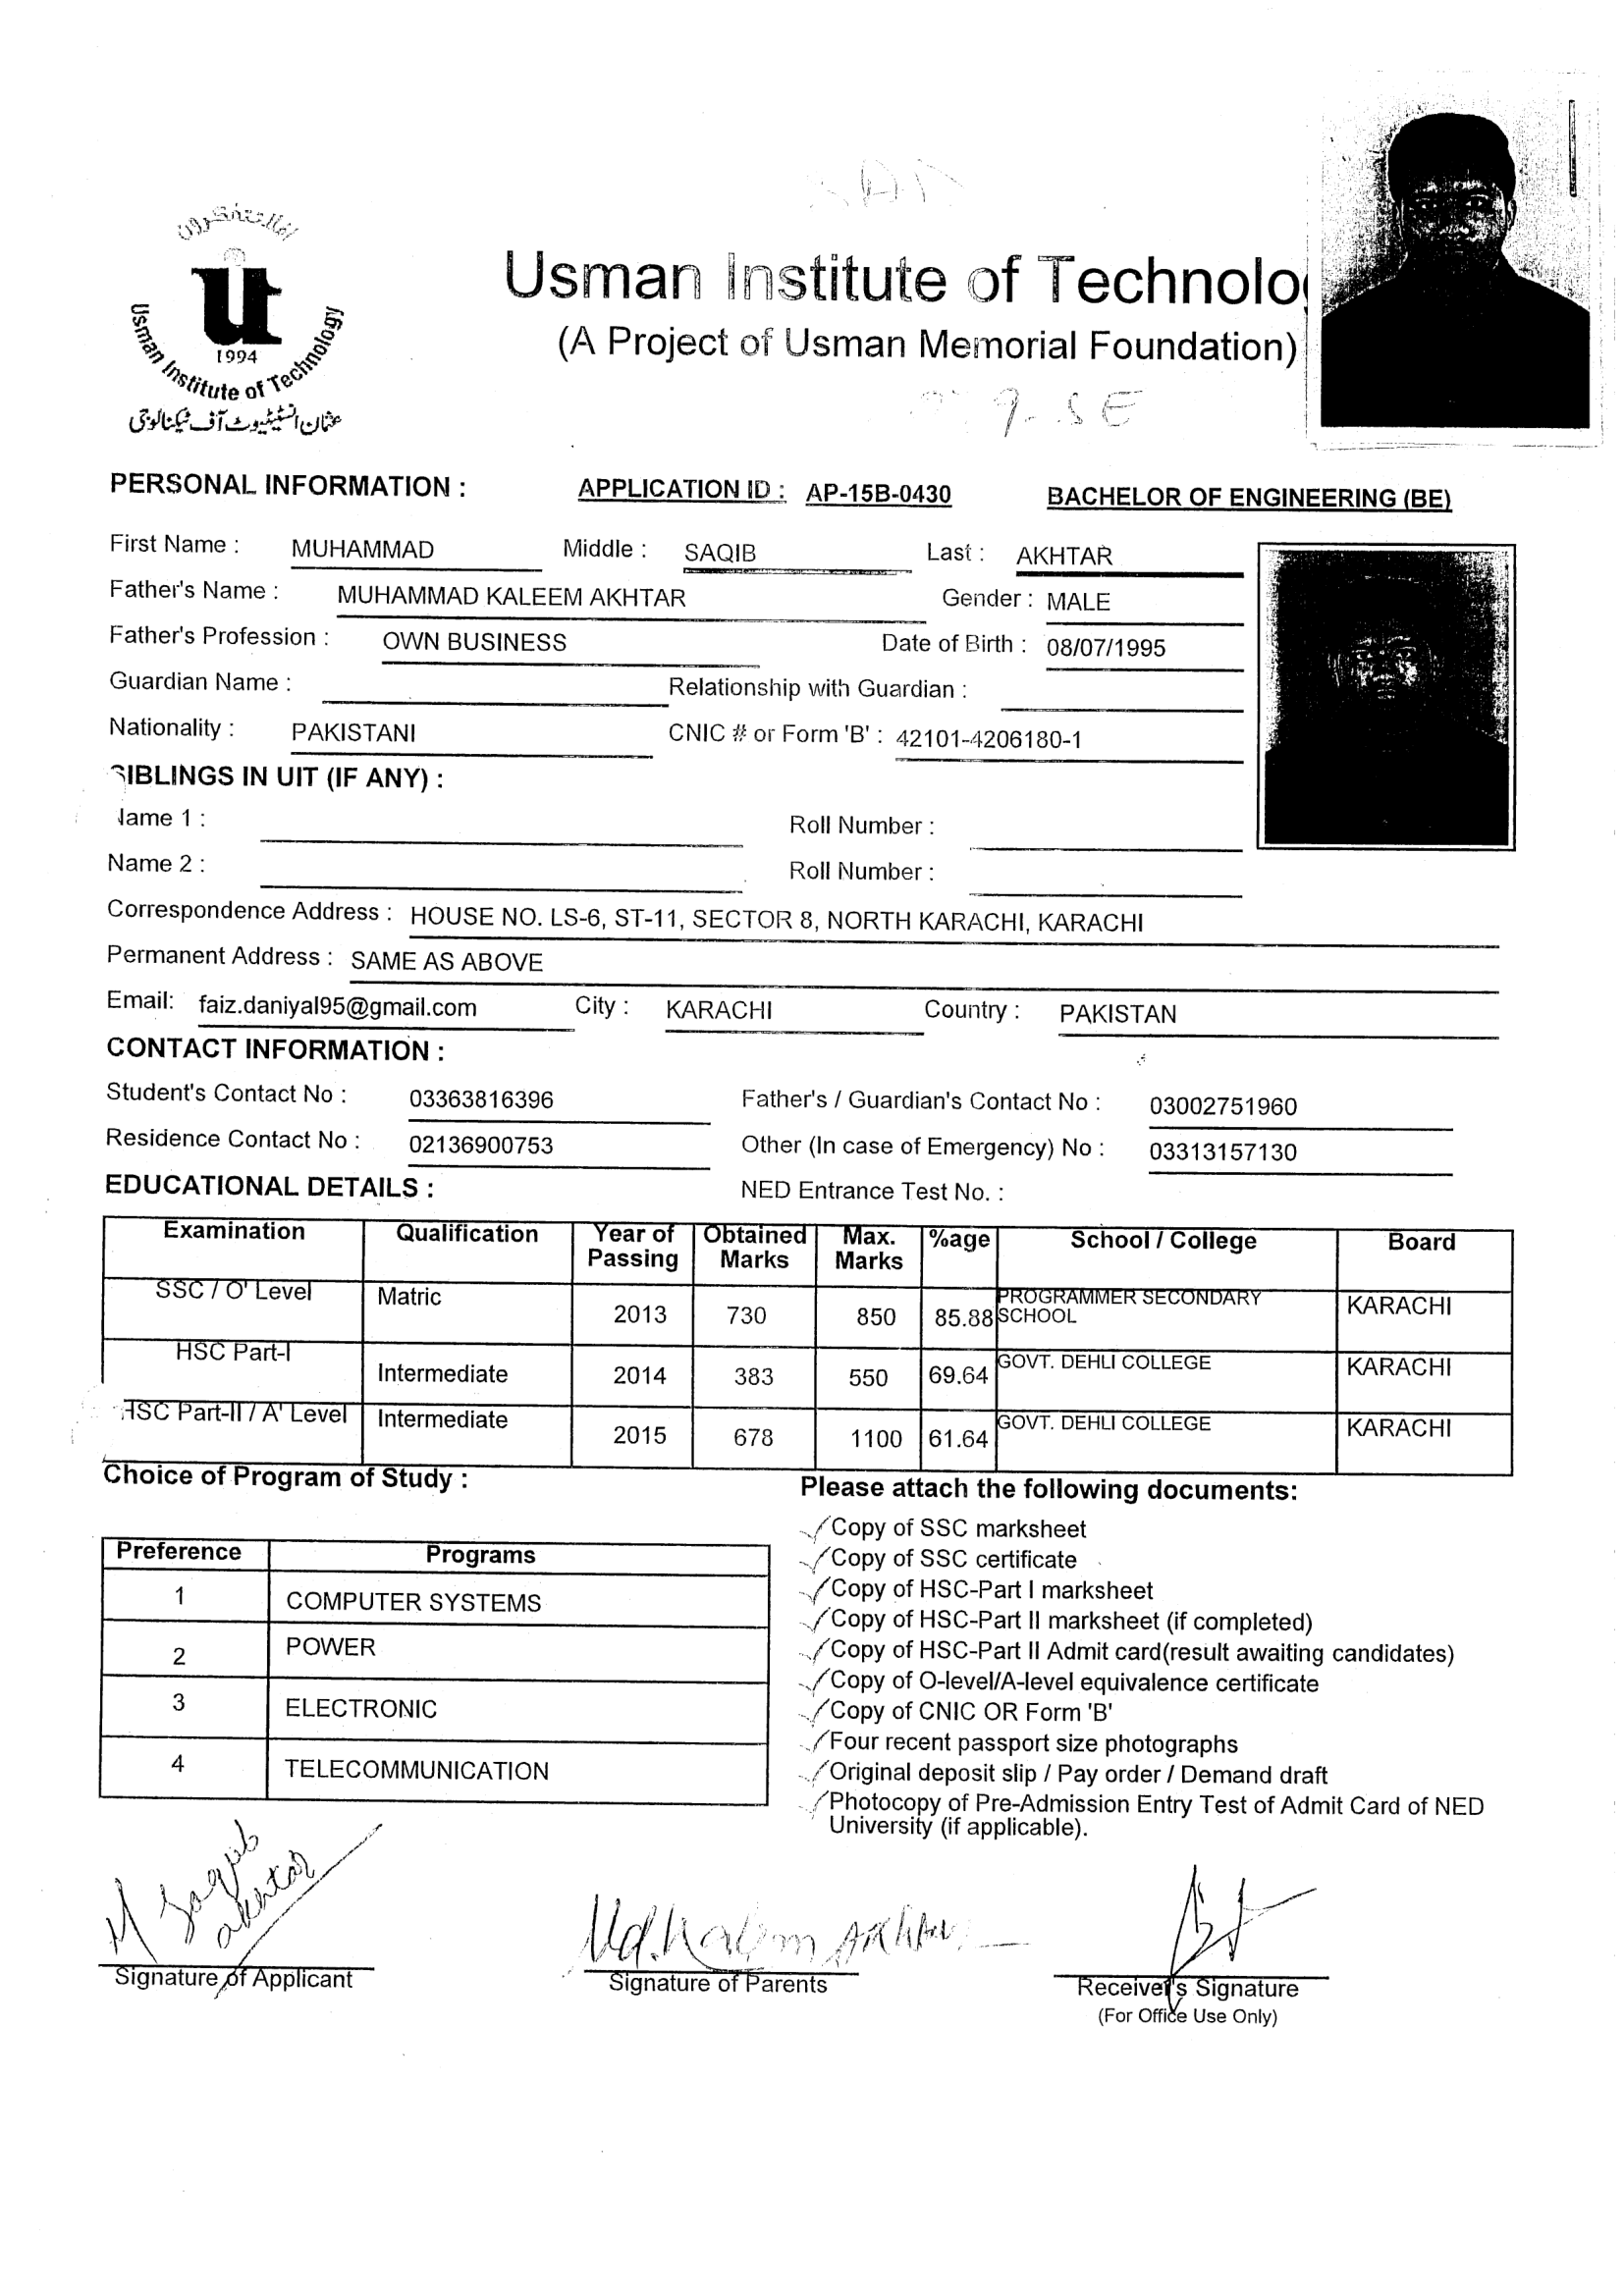 Usman Institute of Technolo
(A Project of Usman Memorial Foundation)
u
1994
Usman Institute of Technology
عثمان انسٹیٹیوٹ آف ٹیکنالوجی
9-SE
PERSONAL INFORMATION : APPLICATION ID : AP-15B-0430 BACHELOR OF ENGINEERING (BE)
First Name : MUHAMMAD Middle : SAQIB Last : AKHTAR
Father's Name : MUHAMMAD KALEEM AKHTAR Gender : MALE
Father's Profession : OWN BUSINESS Date of Birth : 08/07/1995
Guardian Name : Relationship with Guardian :
Nationality : PAKISTANI CNIC # or Form 'B' : 42101-4206180-1
SIBLINGS IN UIT (IF ANY) :
Name 1 : Roll Number :
Name 2 : Roll Number :
Correspondence Address : HOUSE NO. LS-6, ST-11, SECTOR 8, NORTH KARACHI, KARACHI
Permanent Address : SAME AS ABOVE
Email: faiz.daniyal95@gmail.com City : KARACHI Country : PAKISTAN
CONTACT INFORMATION :
Student's Contact No : 03363816396 Father's / Guardian's Contact No : 03002751960
Residence Contact No : 02136900753 Other (In case of Emergency) No : 03313157130
EDUCATIONAL DETAILS : NED Entrance Test No. :
Examination Qualification Year of Passing Obtained Marks Max. Marks %age School / College Board
SSC / O' Level Matric 2013 730 850 85.88 PROGRAMMER SECONDARY SCHOOL KARACHI
HSC Part-I Intermediate 2014 383 550 69.64 GOVT. DEHLI COLLEGE KARACHI
HSC Part-II / A' Level Intermediate 2015 678 1100 61.64 GOVT. DEHLI COLLEGE KARACHI
Choice of Program of Study :
Preference Programs
1 COMPUTER SYSTEMS
2 POWER
3 ELECTRONIC
4 TELECOMMUNICATION
Please attach the following documents:
Copy of SSC marksheet
Copy of SSC certificate
Copy of HSC-Part I marksheet
Copy of HSC-Part II marksheet (if completed)
Copy of HSC-Part II Admit card(result awaiting candidates)
Copy of O-level/A-level equivalence certificate
Copy of CNIC OR Form 'B'
Four recent passport size photographs
Original deposit slip / Pay order / Demand draft
Photocopy of Pre-Admission Entry Test of Admit Card of NED
University (if applicable).
M Saqib
akhtar
Md. Kaleem Akhtar
Signature of Applicant Signature of Parents Receiver's Signature
(For Office Use Only)